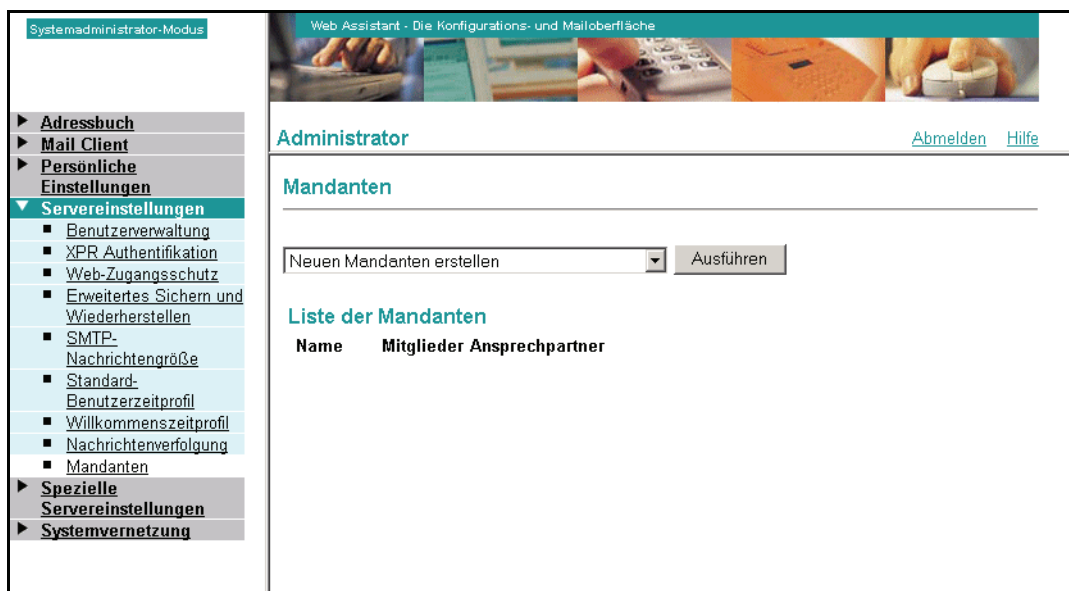 Systemadministrator-Modus
Web Assistant - Die Konfigurations- und Mailoberfläche
Adressbuch
Mail Client
Persönliche
Einstellungen
Servereinstellungen
Benutzerverwaltung
XPR Authentifikation
Web-Zugangsschutz
Erweitertes Sichern und
Wiederherstellen
SMTP-
Nachrichtengröße
Standard-
Benutzerzeitprofil
Willkommenszeitprofil
Nachrichtenverfolgung
Mandanten
Spezielle
Servereinstellungen
Systemvernetzung
Administrator
Abmelden Hilfe
Mandanten
Neuen Mandanten erstellen
Ausführen
Liste der Mandanten
Name Mitglieder Ansprechpartner